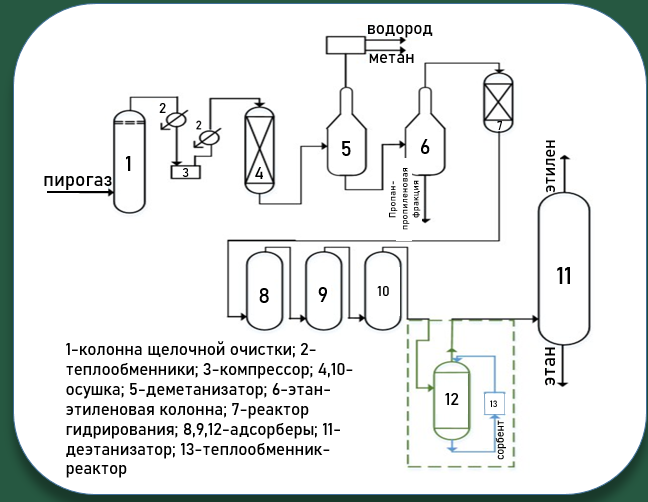 водород
метан
2
2
1
3
4
5
6
7
пирогаз
Пропан-
пропиленовая
фракция
этилен
8
9
10
11
12
13
сорбент
этан
1-колонна щелочной очистки; 2-
теплообменники; 3-компрессор; 4,10-
осушка; 5-деметанизатор; 6-этан-
этиленовая колонна; 7-реактор
гидрирования; 8,9,12-адсорберы; 11-
деэтанизатор; 13-теплообменник-
реактор